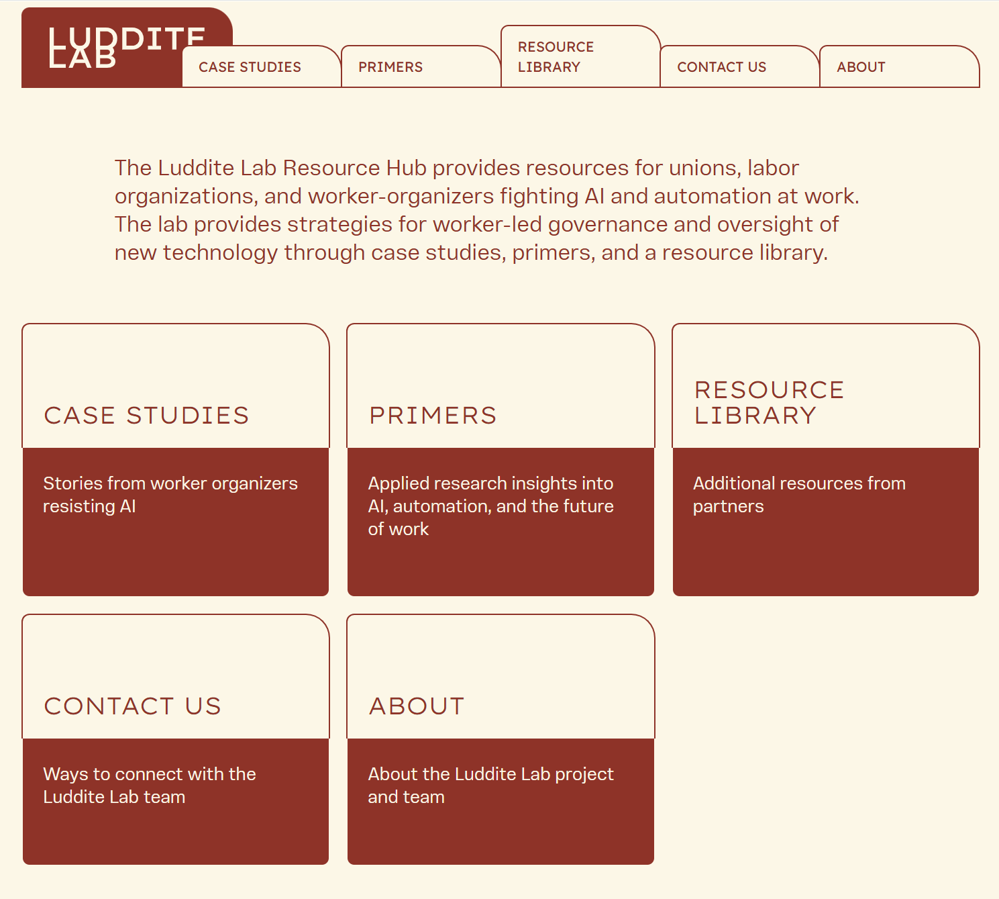 LUDDITE
LAB
CASE STUDIES
PRIMERS
RESOURCE
LIBRARY
CONTACT US
ABOUT
The Luddite Lab Resource Hub provides resources for unions, labor
organizations, and worker-organizers fighting AI and automation at work.
The lab provides strategies for worker-led governance and oversight of
new technology through case studies, primers, and a resource library.
CASE STUDIES
Stories from worker organizers
resisting AI
PRIMERS
Applied research insights into
AI, automation, and the future
of work
RESOURCE
LIBRARY
Additional resources from
partners
CONTACT US
Ways to connect with the
Luddite Lab team
ABOUT
About the Luddite Lab project
and team